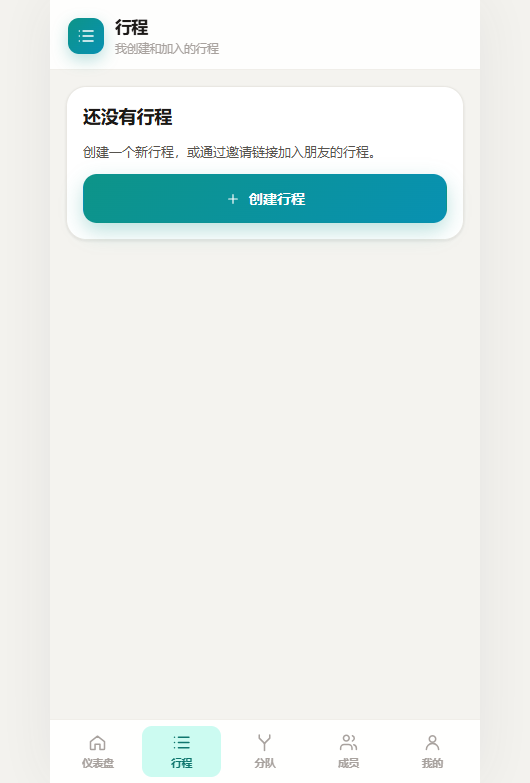 行程
我创建和加入的行程
还没有行程
创建一个新行程，或通过邀请链接加入朋友的行程。
+ 创建行程
仪表盘
行程
分队
成员
我的